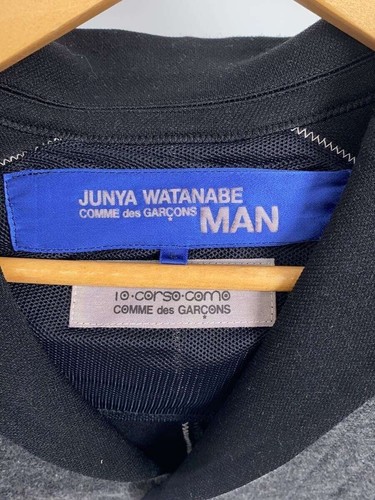 JUNYA WATANABE
COMME des GARÇONS MAN
10·corso·como
COMME des GARÇONS